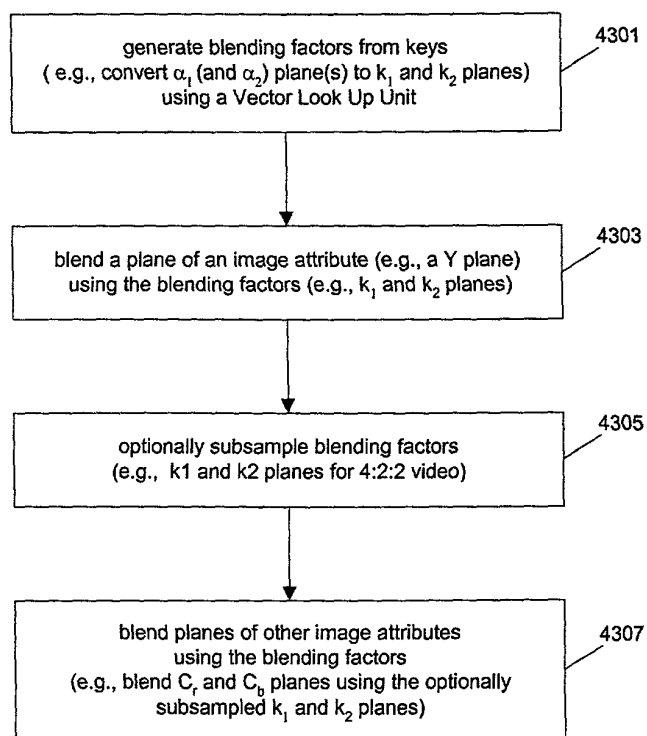 generate blending factors from keys
( e.g., convert α₁ (and α₂) plane(s) to k₁ and k₂ planes)
using a Vector Look Up Unit
4301
blend a plane of an image attribute (e.g., a Y plane)
using the blending factors (e.g., k₁ and k₂ planes)
4303
optionally subsample blending factors
(e.g., k1 and k2 planes for 4:2:2 video)
4305
blend planes of other image attributes
using the blending factors
(e.g., blend Cᵣ and C_b planes using the optionally
subsampled k₁ and k₂ planes)
4307